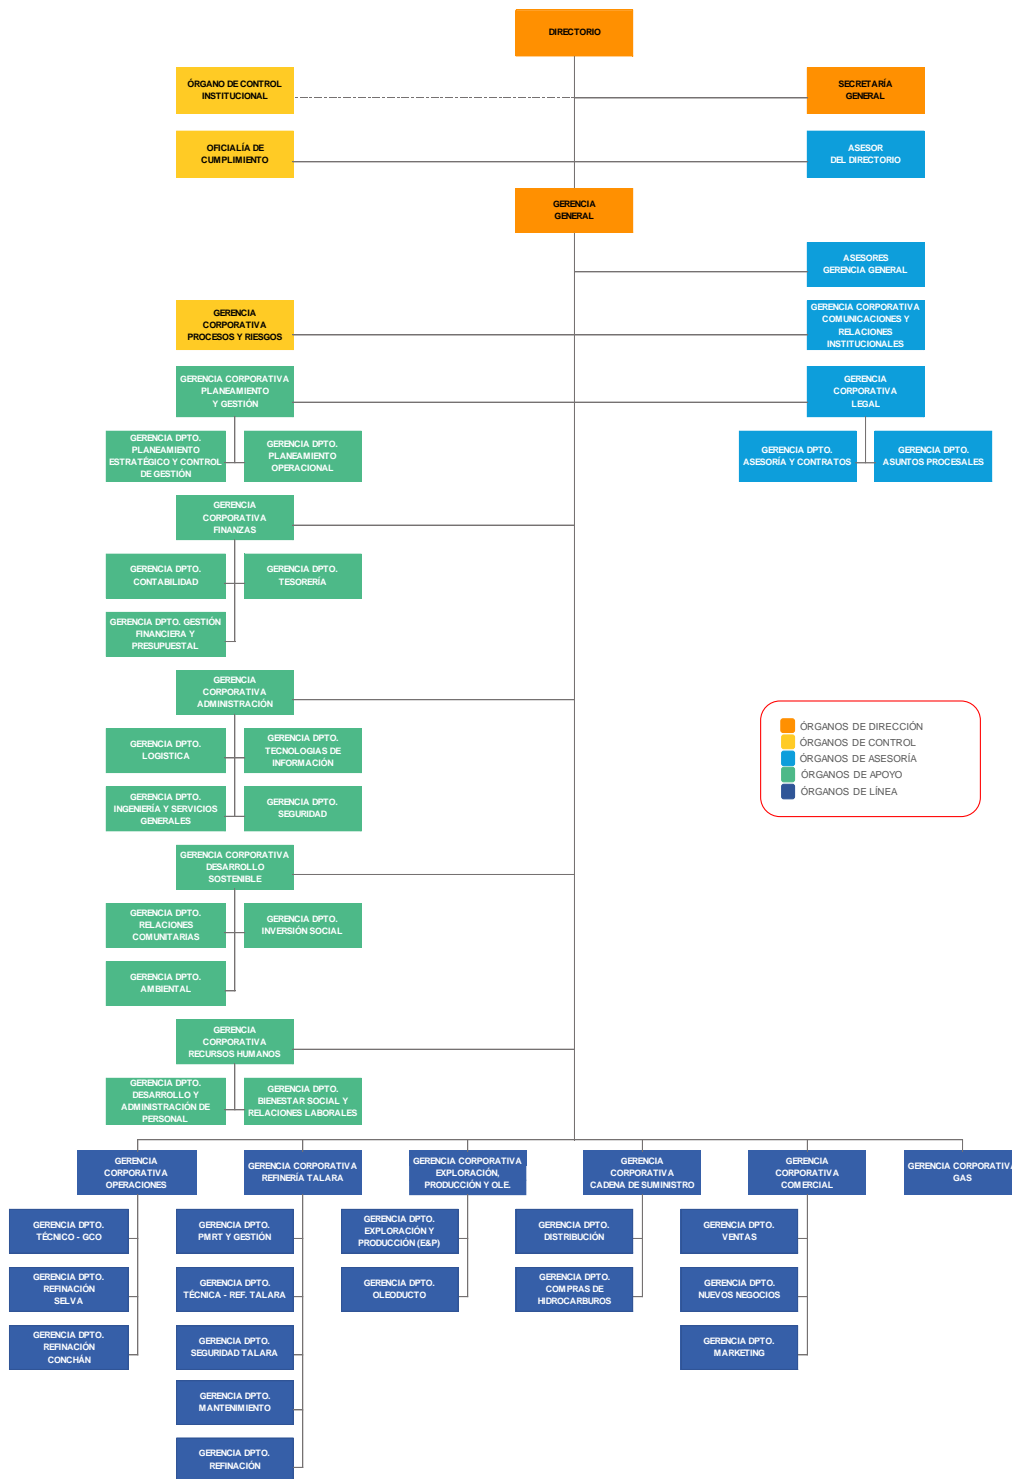 DIRECTORIO
ÓRGANO DE CONTROL
INSTITUCIONAL
SECRETARÍA
GENERAL
OFICIALÍA DE
CUMPLIMIENTO
ASESOR
DEL DIRECTORIO
GERENCIA
GENERAL
ASESORES
GERENCIA GENERAL
GERENCIA
CORPORATIVA
PROCESOS Y RIESGOS
GERENCIA CORPORATIVA
COMUNICACIONES Y
RELACIONES
INSTITUCIONALES
GERENCIA CORPORATIVA
PLANEAMIENTO
Y GESTIÓN
GERENCIA
CORPORATIVA
LEGAL
GERENCIA DPTO.
PLANEAMIENTO
ESTRATÉGICO Y CONTROL
DE GESTIÓN
GERENCIA DPTO.
PLANEAMIENTO
OPERACIONAL
GERENCIA DPTO.
ASESORÍA Y CONTRATOS
GERENCIA DPTO.
ASUNTOS PROCESALES
GERENCIA
CORPORATIVA
FINANZAS
GERENCIA DPTO.
CONTABILIDAD
GERENCIA DPTO.
TESORERÍA
GERENCIA DPTO. GESTIÓN
FINANCIERA Y
PRESUPUESTAL
GERENCIA
CORPORATIVA
ADMINISTRACIÓN
GERENCIA DPTO.
LOGISTICA
GERENCIA DPTO.
TECNOLOGIAS DE
INFORMACIÓN
GERENCIA DPTO.
INGENIERÍA Y SERVICIOS
GENERALES
GERENCIA DPTO.
SEGURIDAD
ÓRGANOS DE DIRECCIÓN
ÓRGANOS DE CONTROL
ÓRGANOS DE ASESORÍA
ÓRGANOS DE APOYO
ÓRGANOS DE LÍNEA
GERENCIA CORPORATIVA
DESARROLLO
SOSTENIBLE
GERENCIA DPTO.
RELACIONES
COMUNITARIAS
GERENCIA DPTO.
INVERSIÓN SOCIAL
GERENCIA DPTO.
AMBIENTAL
GERENCIA
CORPORATIVA
RECURSOS HUMANOS
GERENCIA DPTO.
DESARROLLO Y
ADMINISTRACIÓN DE
PERSONAL
GERENCIA DPTO.
BIENESTAR SOCIAL Y
RELACIONES LABORALES
GERENCIA
CORPORATIVA
OPERACIONES
GERENCIA CORPORATIVA
REFINERÍA TALARA
GERENCIA CORPORATIVA
EXPLORACIÓN,
PRODUCCIÓN Y OLE.
GERENCIA
CORPORATIVA
CADENA DE SUMINISTRO
GERENCIA
CORPORATIVA
COMERCIAL
GERENCIA CORPORATIVA
GAS
GERENCIA DPTO.
TÉCNICO - GCO
GERENCIA DPTO.
PMRT Y GESTIÓN
GERENCIA DPTO.
EXPLORACIÓN Y
PRODUCCIÓN (E&P)
GERENCIA DPTO.
DISTRIBUCIÓN
GERENCIA DPTO.
VENTAS
GERENCIA DPTO.
REFINACIÓN
SELVA
GERENCIA DPTO.
TÉCNICA - REF. TALARA
GERENCIA DPTO.
OLEODUCTO
GERENCIA DPTO.
COMPRAS DE
HIDROCARBUROS
GERENCIA DPTO.
NUEVOS NEGOCIOS
GERENCIA DPTO.
REFINACIÓN
CONCHÁN
GERENCIA DPTO.
SEGURIDAD TALARA
GERENCIA DPTO.
MARKETING
GERENCIA DPTO.
MANTENIMIENTO
GERENCIA DPTO.
REFINACIÓN